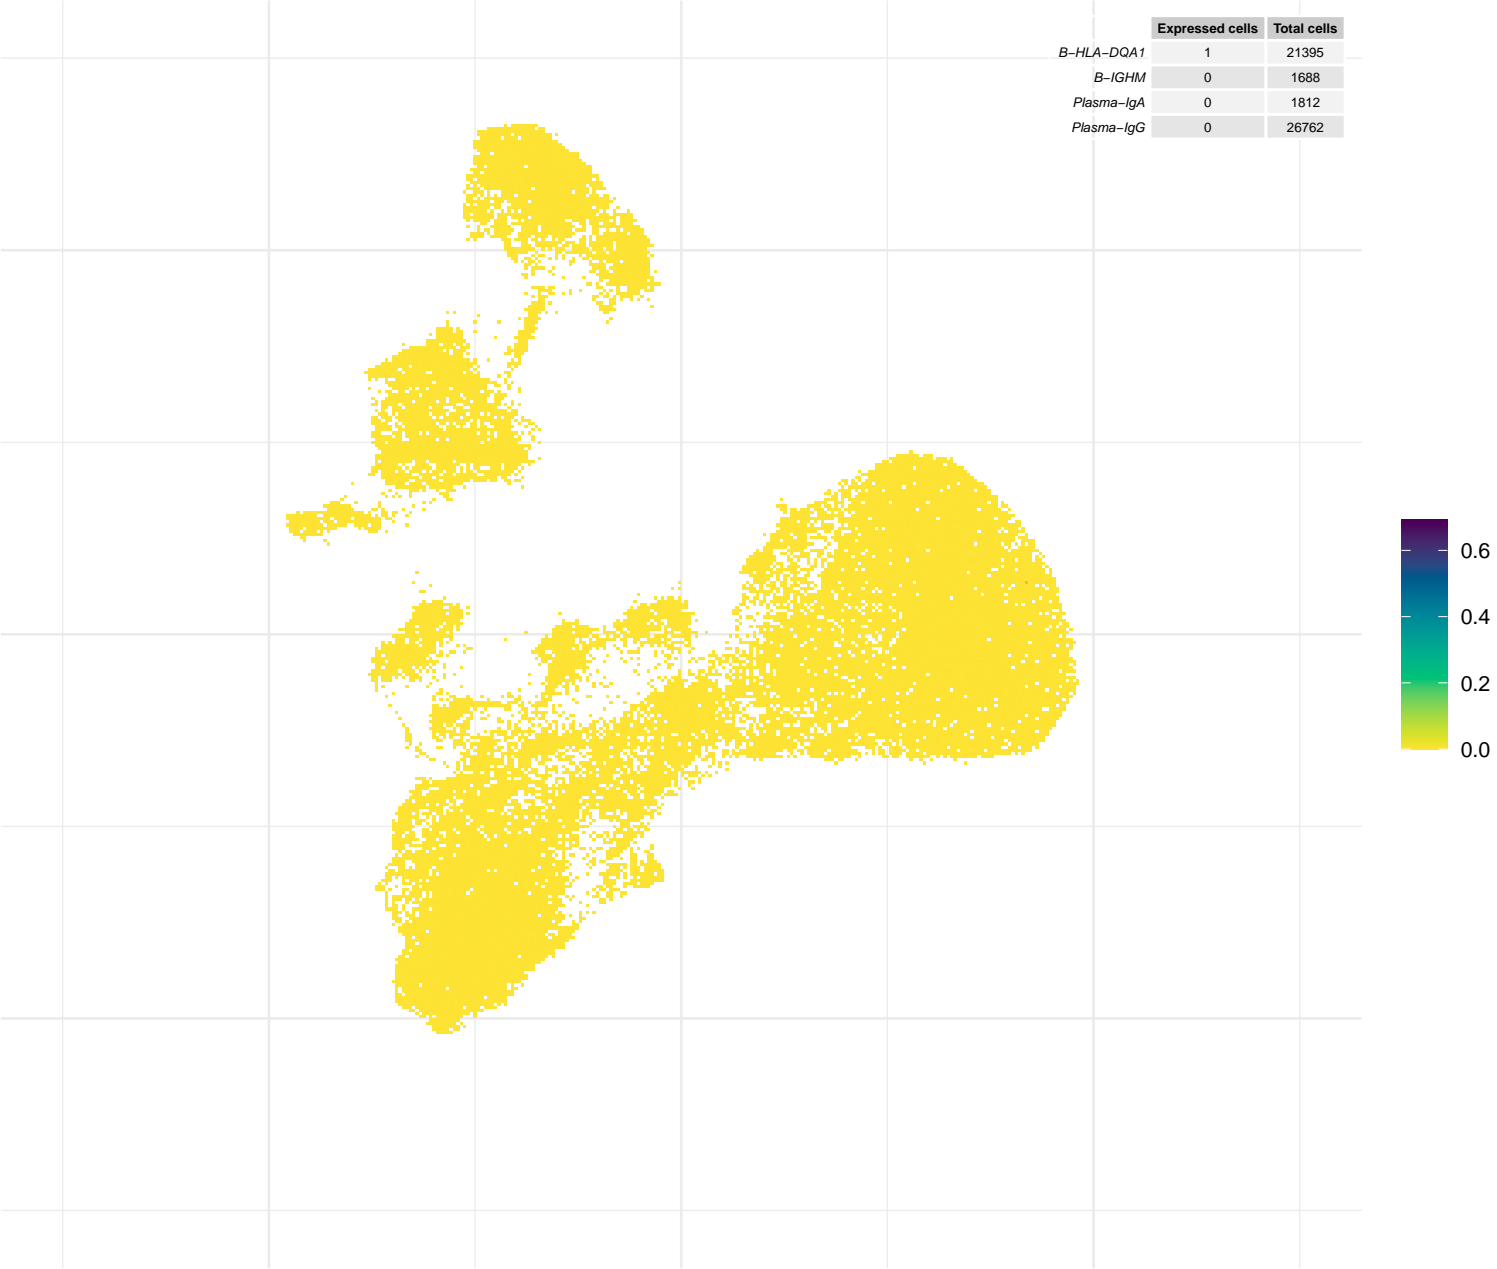 Expressed cells Total cells
B−HLA−DQA1 1 21395
B−IGHM 0 1688
Plasma−IgA 0 1812
Plasma−IgG 0 26762
0.6
0.4
0.2
0.0